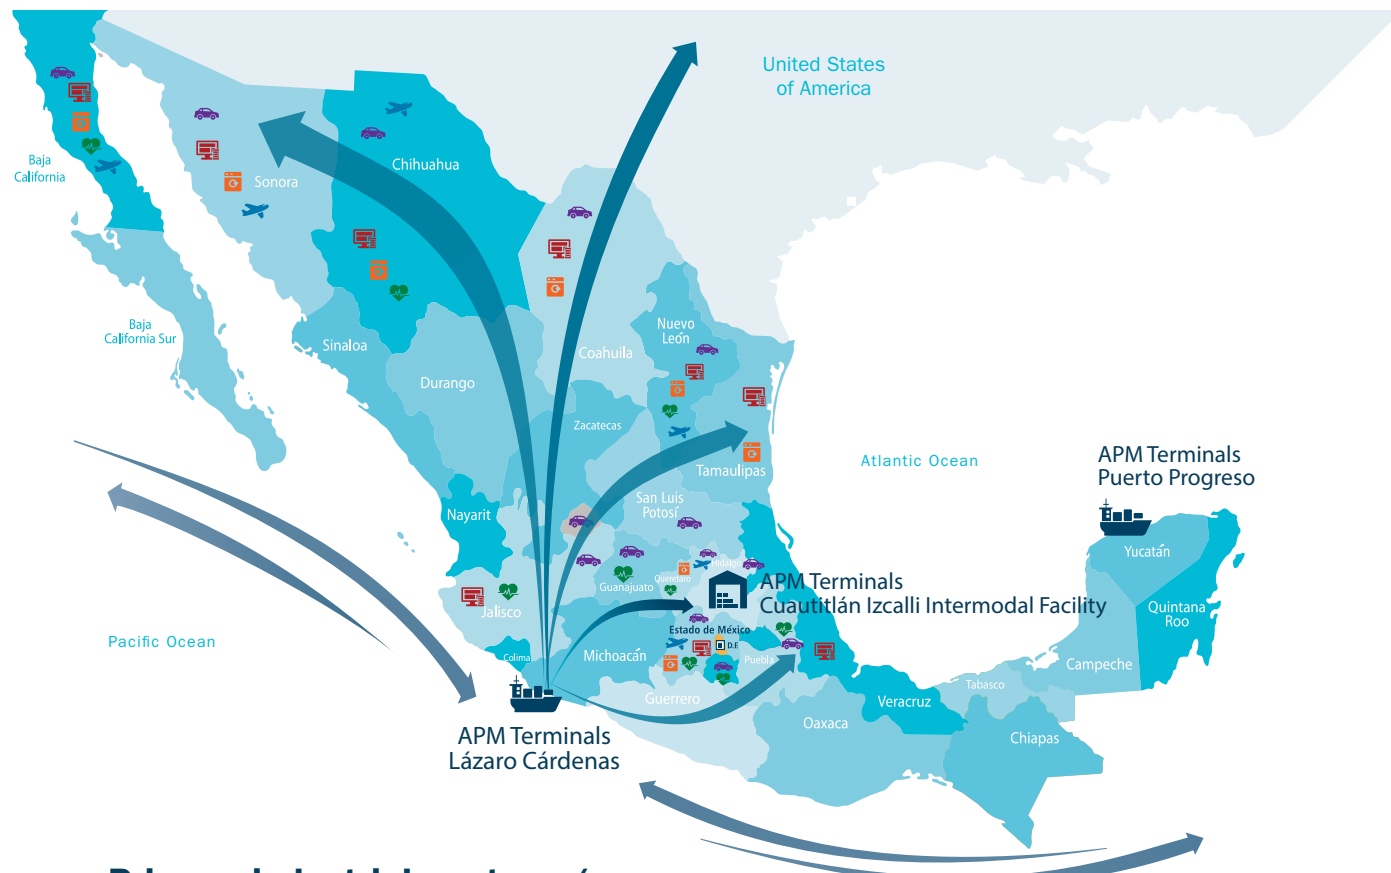 United States
of America
Baja
California
Chihuahua
Sonora
Baja
California Sur
Sinaloa
Nuevo
León
Coahuila
Durango
Zacatecas
Tamaulipas
Atlantic Ocean
APM Terminals
Puerto Progreso
San Luis
Potosí
Nayarit
Yucatán
Hidalgo
Queretaro
Guanajuato
APM Terminals
Cuautitlán Izcalli Intermodal Facility
Quintana
Roo
Jalisco
Estado de México
D.F
Pacific Ocean
Colima
Michoacán
Puebla
Campeche
Tabasco
Guerrero
Veracruz
Oaxaca
Chiapas
APM Terminals
Lázaro Cárdenas